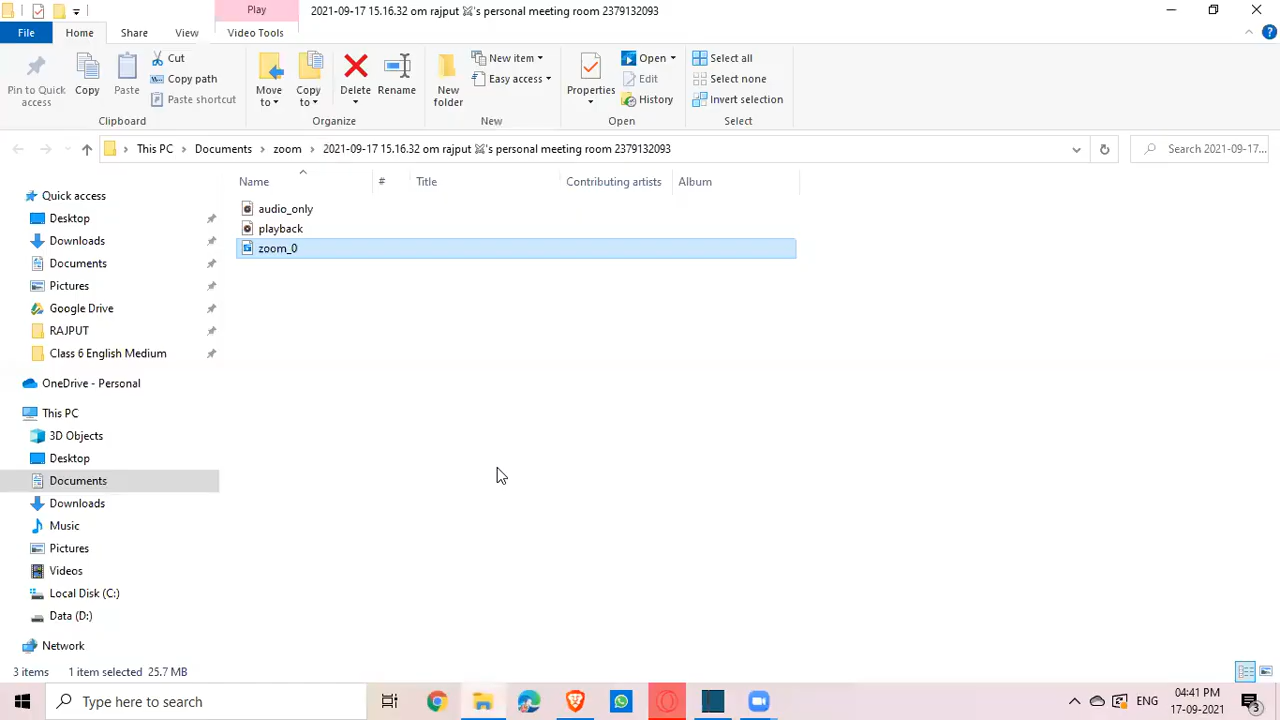 Play
2021-09-17 15.16.32 om rajput 's personal meeting room 2379132093
File
Home
Share
View
Video Tools
Pin to Quick access
Copy
Paste
Cut
Copy path
Paste shortcut
Clipboard
Move to
Copy to
Delete
Rename
Organize
New folder
New item
Easy access
New
Properties
Open
Edit
History
Open
Select all
Select none
Invert selection
Select
This PC
Documents
zoom
2021-09-17 15.16.32 om rajput 's personal meeting room 2379132093
Search 2021-09-17...
Name
#
Title
Contributing artists
Album
audio_only
playback
zoom_0
Quick access
Desktop
Downloads
Documents
Pictures
Google Drive
RAJPUT
Class 6 English Medium
OneDrive - Personal
This PC
3D Objects
Desktop
Documents
Downloads
Music
Pictures
Videos
Local Disk (C:)
Data (D:)
Network
3 items
1 item selected 25.7 MB
Type here to search
ENG
04:41 PM
17-09-2021
3